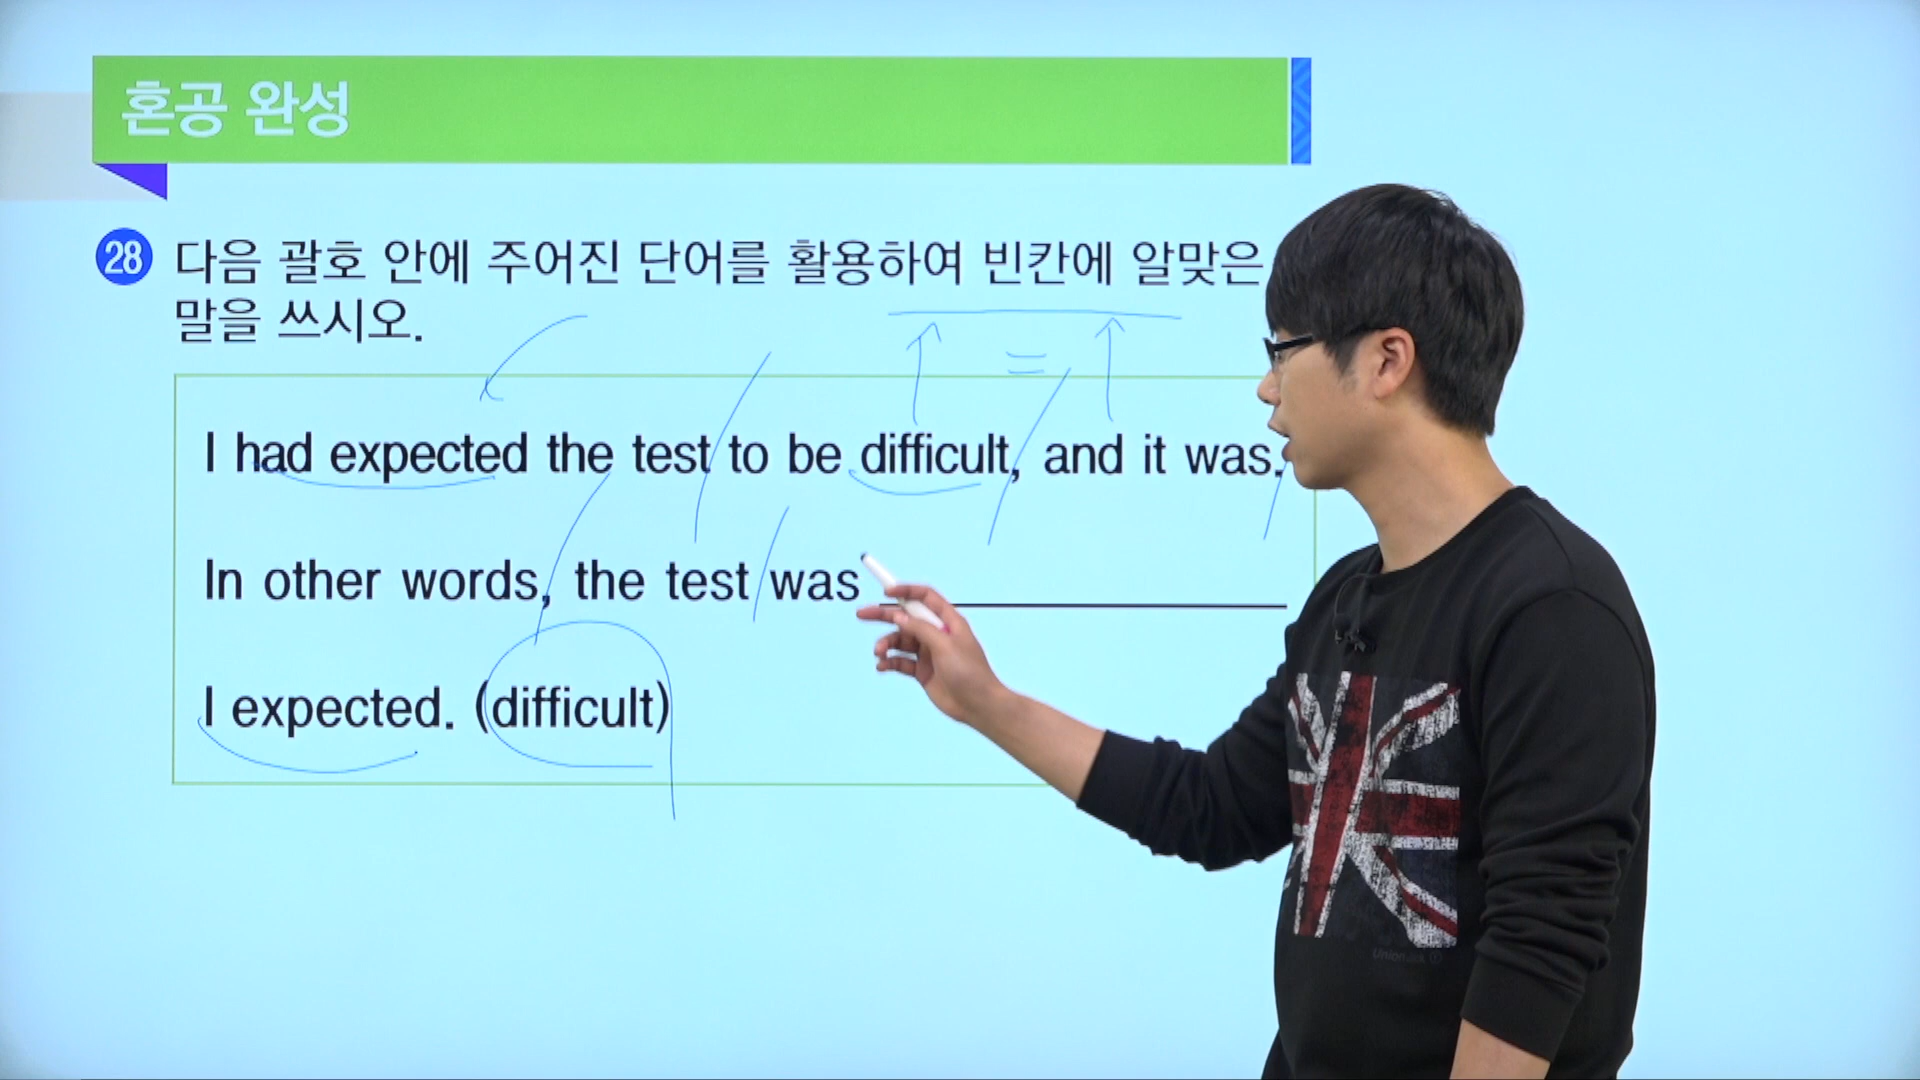 혼공 완성
28 다음 괄호 안에 주어진 단어를 활용하여 빈칸에 알맞은
말을 쓰시오.
I had expected the test to be difficult, and it was.
In other words, the test was
I expected. (difficult)
=